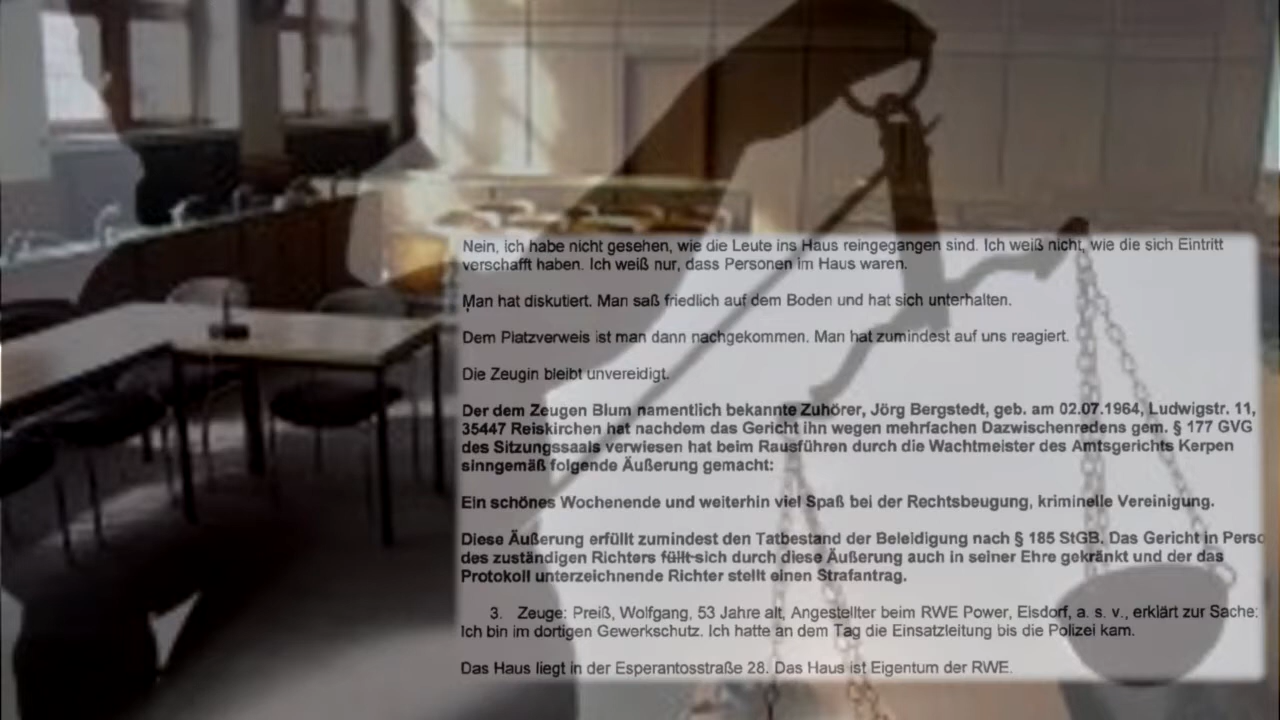 Nein, ich habe nicht gesehen, wie die Leute ins Haus reingegangen sind. Ich weiß nicht, wie die sich Eintritt
verschafft haben. Ich weiß nur, dass Personen im Haus waren.
Man hat diskutiert. Man saß friedlich auf dem Boden und hat sich unterhalten.
Dem Platzverweis ist man dann nachgekommen. Man hat zumindest auf uns reagiert.
Die Zeugin bleibt unvereidigt.
Der dem Zeugen Blum namentlich bekannte Zuhörer, Jörg Bergstedt, geb. am 02.07.1964, Ludwigstr. 11,
35447 Reiskirchen hat nachdem das Gericht ihn wegen mehrfachen Dazwischenredens gem. § 177 GVG
des Sitzungssaals verwiesen hat beim Rausführen durch die Wachtmeister des Amtsgerichts Kerpen
sinngemäß folgende Äußerung gemacht:
Ein schönes Wochenende und weiterhin viel Spaß bei der Rechtsbeugung, kriminelle Vereinigung.
Diese Äußerung erfüllt zumindest den Tatbestand der Beleidigung nach § 185 StGB. Das Gericht in Perso
des zuständigen Richters füllt sich durch diese Äußerung auch in seiner Ehre gekränkt und der das
Protokoll unterzeichnende Richter stellt einen Strafantrag.
3. Zeuge: Preiß, Wolfgang, 53 Jahre alt, Angestellter beim RWE Power, Elsdorf, a. s. v., erklärt zur Sache:
Ich bin im dortigen Gewerkschutz. Ich hatte an dem Tag die Einsatzleitung bis die Polizei kam.
Das Haus liegt in der Esperantosstraße 28. Das Haus ist Eigentum der RWE.